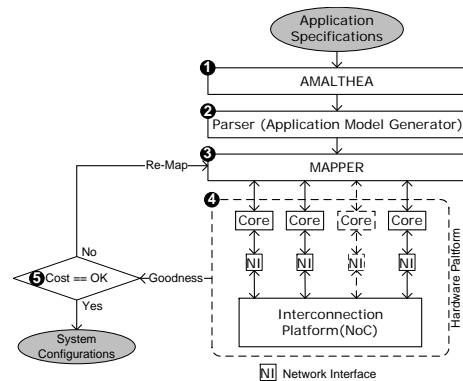 Application
Specifications
1
AMALTHEA
2
Parser (Application Model Generator)
3
MAPPER
Re-Map
4
Core
Core
Core
Core
NI
NI
NI
NI
Interconnection
Platform(NoC)
Hardware Paltform
Goodness
5 Cost == OK
No
Yes
System
Configurations
NI Network Interface